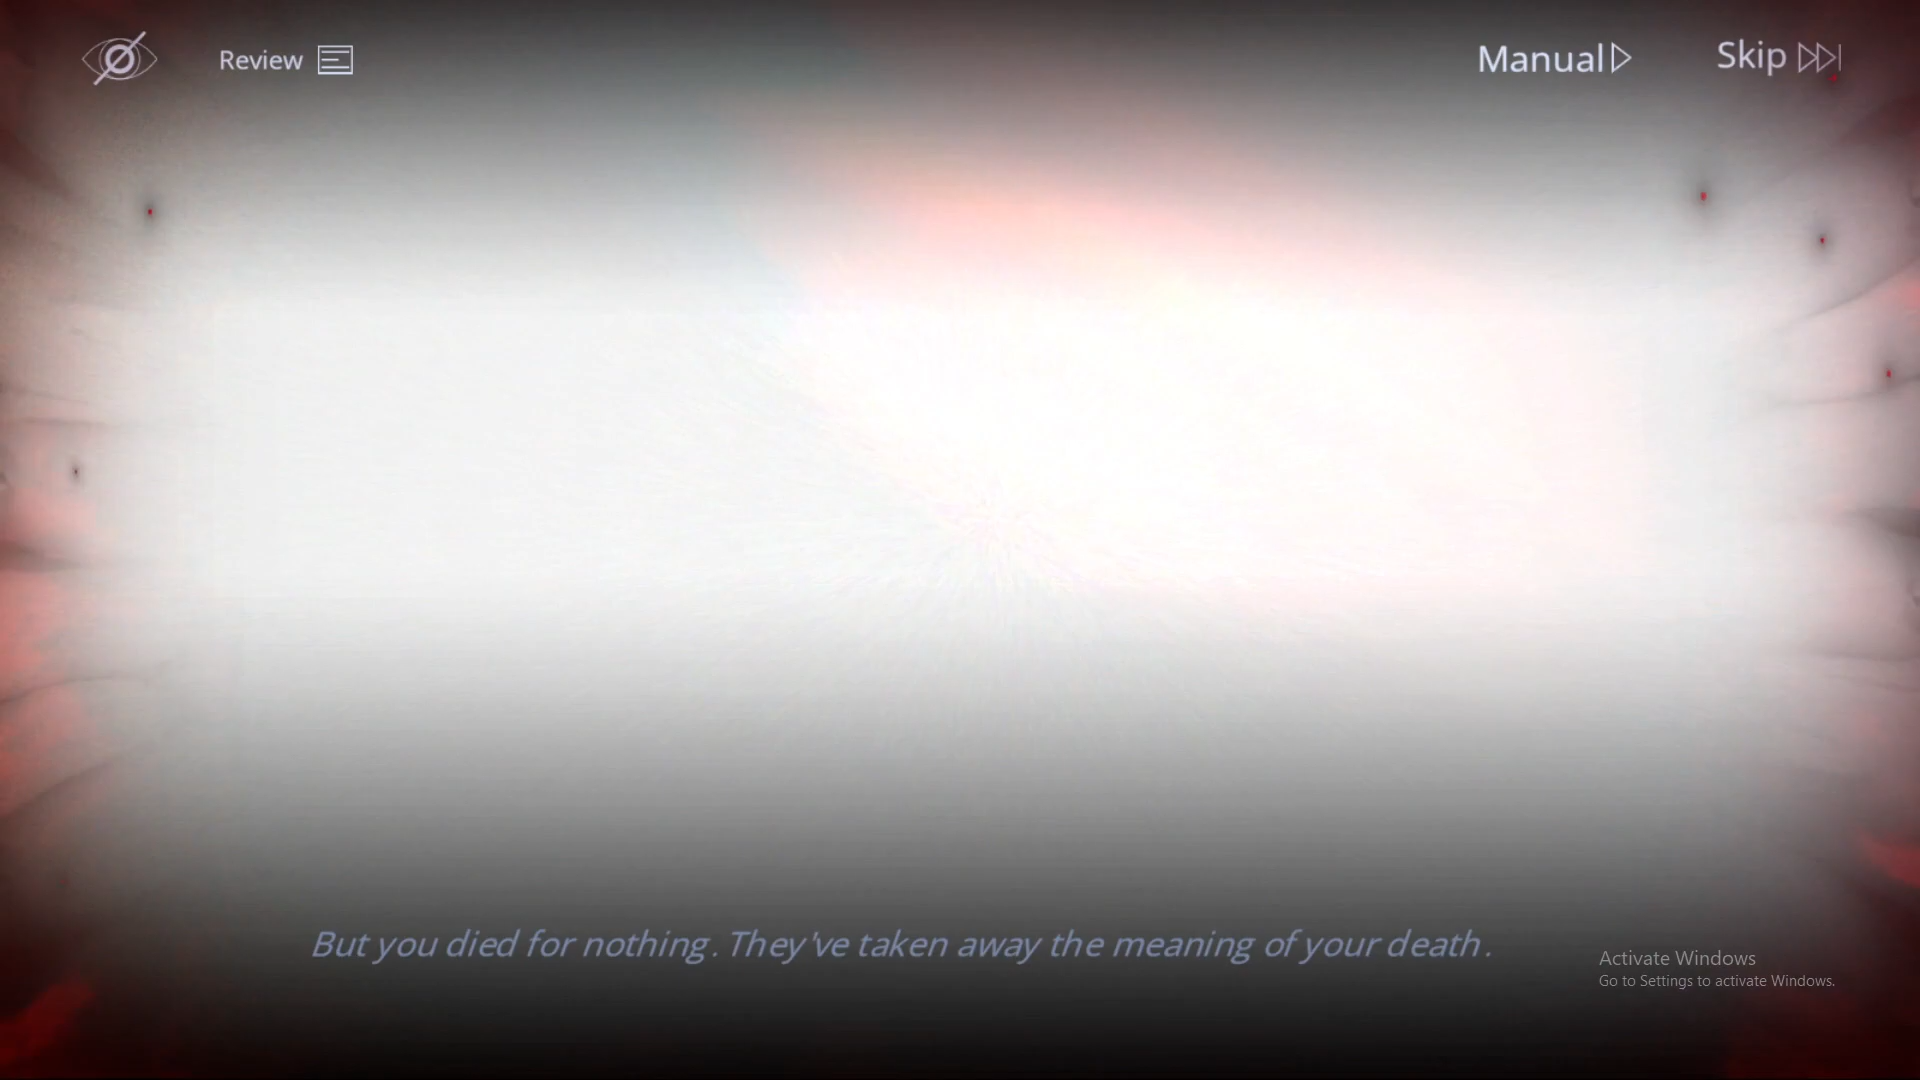 Review
Manual
Skip
But you died for nothing. They've taken away the meaning of your death.
Activate Windows
Go to Settings to activate Windows.